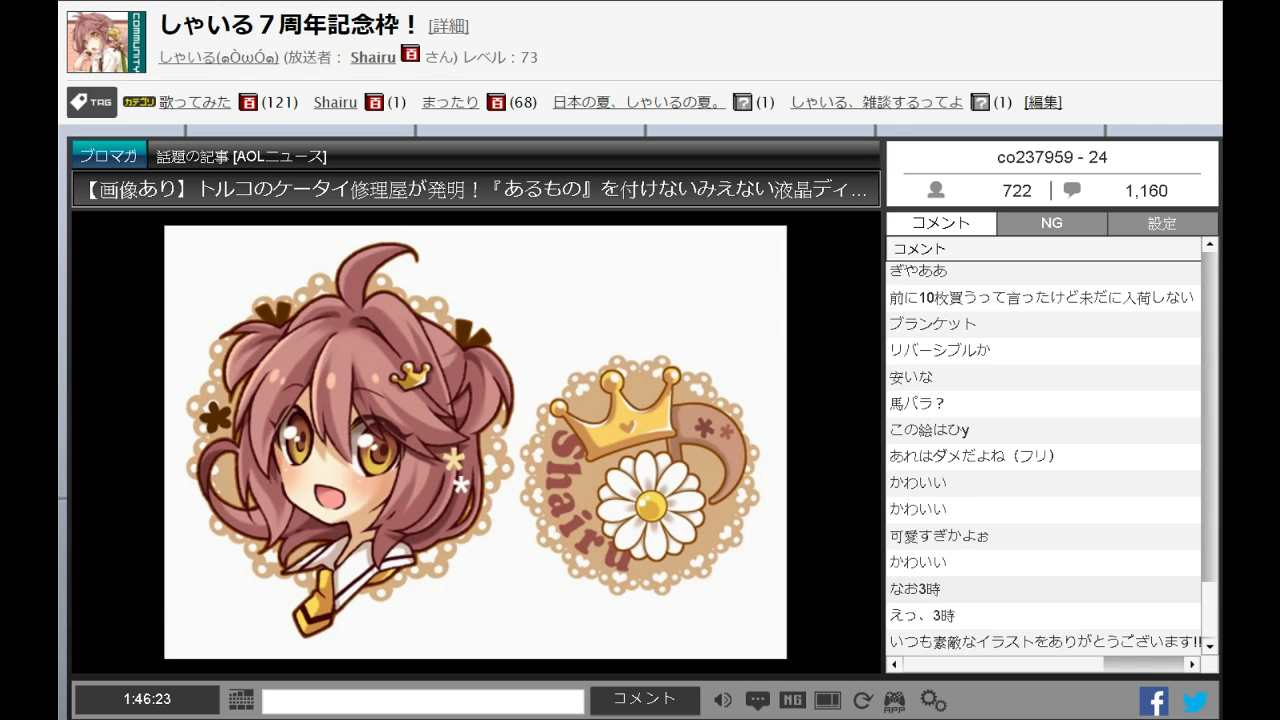 しゃいる７周年記念枠！ [詳細]
COMMUNITY
しゃいる(๑ÒωÓ๑) (放送者： Shairu 百 さん) レベル：73
TAG カテゴリ 歌ってみた 百 (121) Shairu 百 (1) まったり 百 (68) 日本の夏、しゃいるの夏。 ? (1) しゃいる、雑談するってよ ? (1) [編集]
ブロマガ 話題の記事 [AOLニュース]
【画像あり】トルコのケータイ修理屋が発明！『あるもの』を付けないみえない液晶ディ...
Shairu
co237959 - 24
722 | 1,160
コメント NG 設定
コメント
ぎやああ
前に10枚買うって言ったけど未だに入荷しない
ブランケット
リバーシブルか
安いな
馬パラ？
この絵はひy
あれはダメだよね（フリ）
かわいい
かわいい
可愛すぎかよぉ
かわいい
なお3時
えっ、3時
いつも素敵なイラストをありがとうございます!!
1:46:23 コメント NG APP f